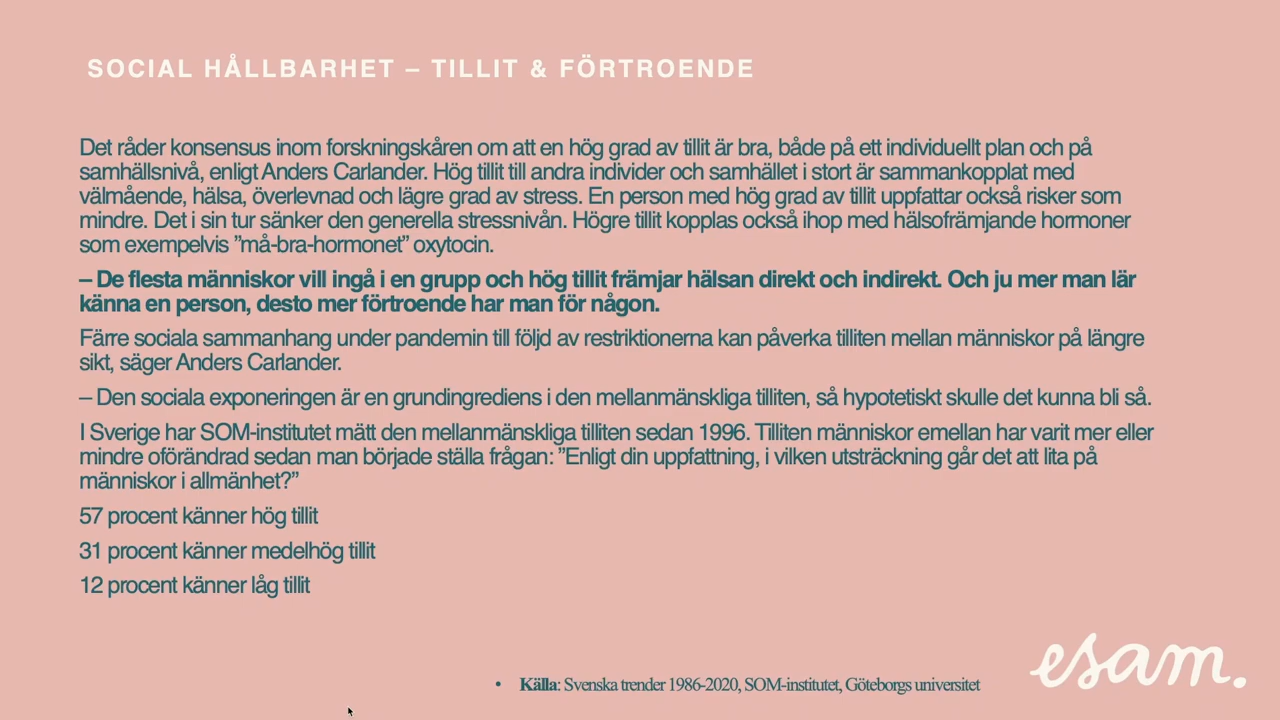 SOCIAL HÅLLBARHET – TILLIT & FÖRTROENDE
Det råder konsensus inom forskningskåren om att en hög grad av tillit är bra, både på ett individuellt plan och på
samhällsnivå, enligt Anders Carlander. Hög tillit till andra individer och samhället i stort är sammankopplat med
välmående, hälsa, överlevnad och lägre grad av stress. En person med hög grad av tillit uppfattar också risker som
mindre. Det i sin tur sänker den generella stressnivån. Högre tillit kopplas också ihop med hälsofrämjande hormoner
som exempelvis ”må-bra-hormonet” oxytocin.
– De flesta människor vill ingå i en grupp och hög tillit främjar hälsan direkt och indirekt. Och ju mer man lär
känna en person, desto mer förtroende har man för någon.
Färre sociala sammanhang under pandemin till följd av restriktionerna kan påverka tilliten mellan människor på längre
sikt, säger Anders Carlander.
– Den sociala exponeringen är en grundingrediens i den mellanmänskliga tilliten, så hypotetiskt skulle det kunna bli så.
I Sverige har SOM-institutet mätt den mellanmänskliga tilliten sedan 1996. Tilliten människor emellan har varit mer eller
mindre oförändrad sedan man började ställa frågan: ”Enligt din uppfattning, i vilken utsträckning går det att lita på
människor i allmänhet?”
57 procent känner hög tillit
31 procent känner medelhög tillit
12 procent känner låg tillit
• Källa: Svenska trender 1986-2020, SOM-institutet, Göteborgs universitet
esam.